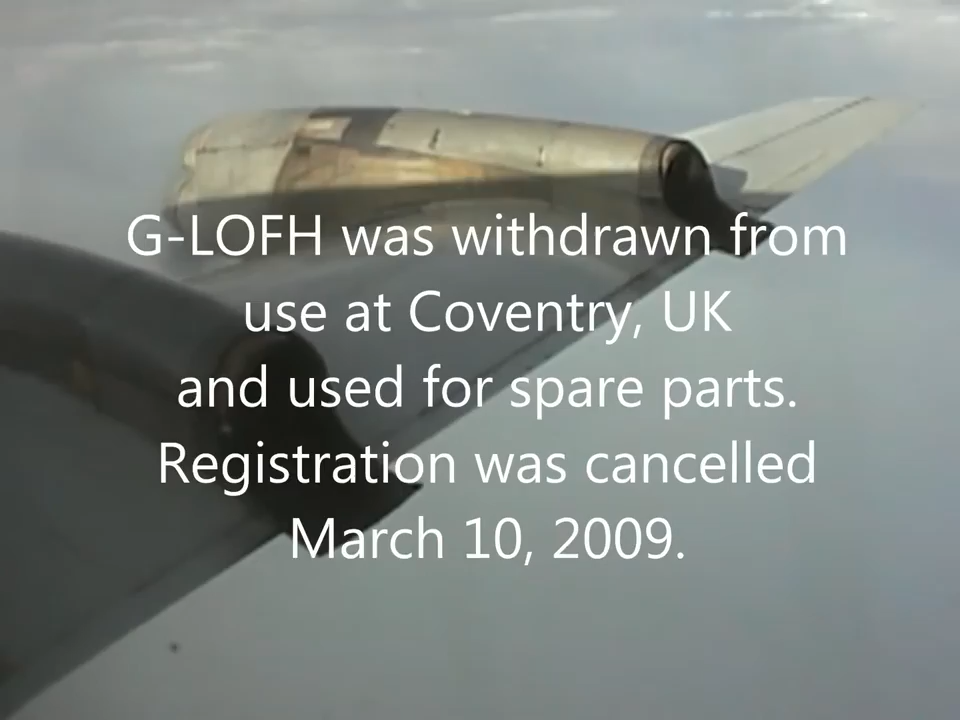 G-LOFH was withdrawn from
use at Coventry, UK
and used for spare parts.
Registration was cancelled
March 10, 2009.